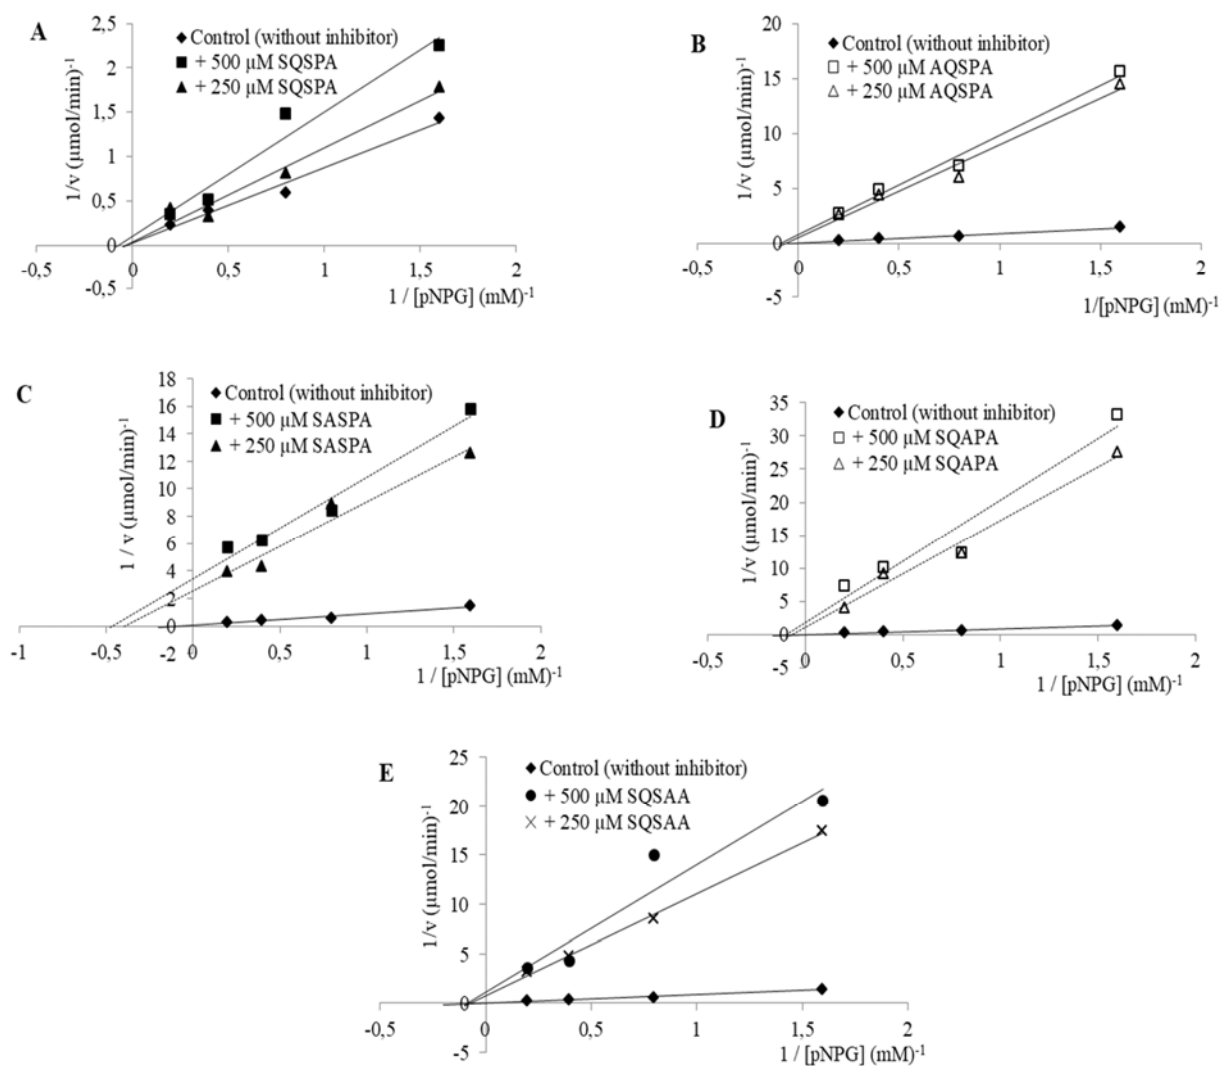 A
Control (without inhibitor)
+ 500 µM SQSPA
+ 250 µM SQSPA
1/v (µmol/min)-1
2,5
2
1,5
1
0,5
0
-0,5
-0,5
0
0,5
1
1,5
2
1 / [pNPG] (mM)-1
B
Control (without inhibitor)
+ 500 µM AQSPA
+ 250 µM AQSPA
1/v (µmol/min)-1
20
15
10
5
0
-5
-0,5
0
0,5
1
1,5
2
1/[pNPG] (mM)-1
C
Control (without inhibitor)
+ 500 µM SASPA
+ 250 µM SASPA
1 / v (µmol/min)-1
18
16
14
12
10
8
6
4
2
0
-2
-1
-0,5
0
0,5
1
1,5
2
1 / [pNPG] (mM)-1
D
Control (without inhibitor)
+ 500 µM SQAPA
+ 250 µM SQAPA
1/v (µmol/min)-1
35
30
25
20
15
10
5
0
-5
-0,5
0
0,5
1
1,5
2
1 / [pNPG] (mM)-1
E
Control (without inhibitor)
+ 500 µM SQSAA
+ 250 µM SQSAA
1/v (µmol/min)-1
25
20
15
10
5
0
-5
-0,5
0
0,5
1
1,5
2
1 / [pNPG] (mM)-1